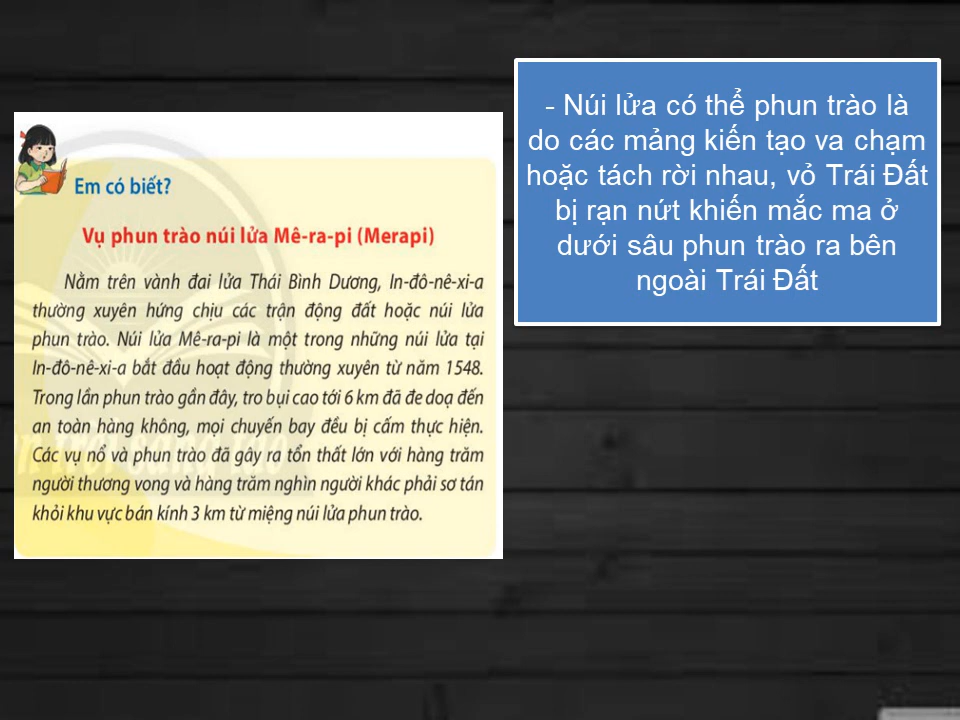 Em có biết?
Vụ phun trào núi lửa Mê-ra-pi (Merapi)
Nằm trên vành đai lửa Thái Bình Dương, In-đô-nê-xi-a
thường xuyên hứng chịu các trận động đất hoặc núi lửa
phun trào. Núi lửa Mê-ra-pi là một trong những núi lửa tại
In-đô-nê-xi-a bắt đầu hoạt động thường xuyên từ năm 1548.
Trong lần phun trào gần đây, tro bụi cao tới 6 km đã đe doạ đến
an toàn hàng không, mọi chuyến bay đều bị cấm thực hiện.
Các vụ nổ và phun trào đã gây ra tổn thất lớn với hàng trăm
người thương vong và hàng trăm nghìn người khác phải sơ tán
khỏi khu vực bán kính 3 km từ miệng núi lửa phun trào.
- Núi lửa có thể phun trào là
do các mảng kiến tạo va chạm
hoặc tách rời nhau, vỏ Trái Đất
bị rạn nứt khiến mắc ma ở
dưới sâu phun trào ra bên
ngoài Trái Đất